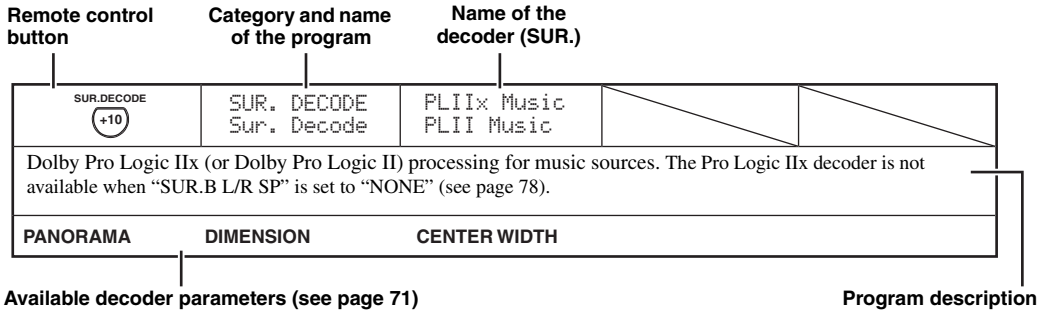 Remote control button
Category and name of the program
Name of the decoder (SUR.)
SUR.DECODE
+10
SUR. DECODE
Sur. Decode
PLIIx Music
PLII Music
Dolby Pro Logic IIx (or Dolby Pro Logic II) processing for music sources. The Pro Logic IIx decoder is not
available when “SUR.B L/R SP” is set to “NONE” (see page 78).
PANORAMA DIMENSION CENTER WIDTH
Available decoder parameters (see page 71)
Program description